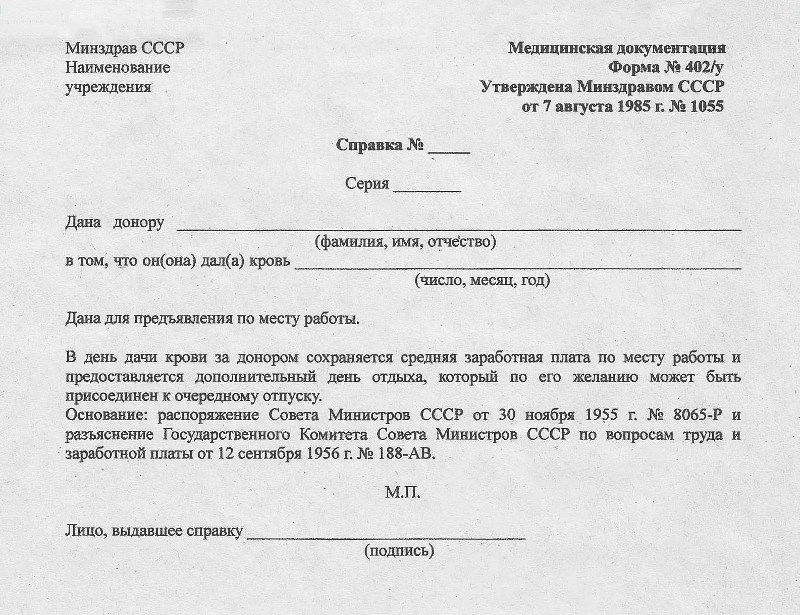 Минздрав СССР
Наименование
учреждения
Медицинская документация
Форма № 402/у
Утверждена Минздравом СССР
от 7 августа 1985 г. № 1055
Справка № _____
Серия ________
Дана донору ______________________________
(фамилия, имя, отчество)
в том, что он(она) дал(а) кровь ______________________________
(число, месяц, год)
Дана для предъявления по месту работы.
В день дачи крови за донором сохраняется средняя заработная плата по месту работы и
предоставляется дополнительный день отдыха, который по его желанию может быть
присоединен к очередному отпуску.
Основание: распоряжение Совета Министров СССР от 30 ноября 1955 г. № 8065-Р и
разъяснение Государственного Комитета Совета Министров СССР по вопросам труда и
заработной платы от 12 сентября 1956 г. № 188-АВ.
М.П.
Лицо, выдавшее справку ______________________________
(подпись)